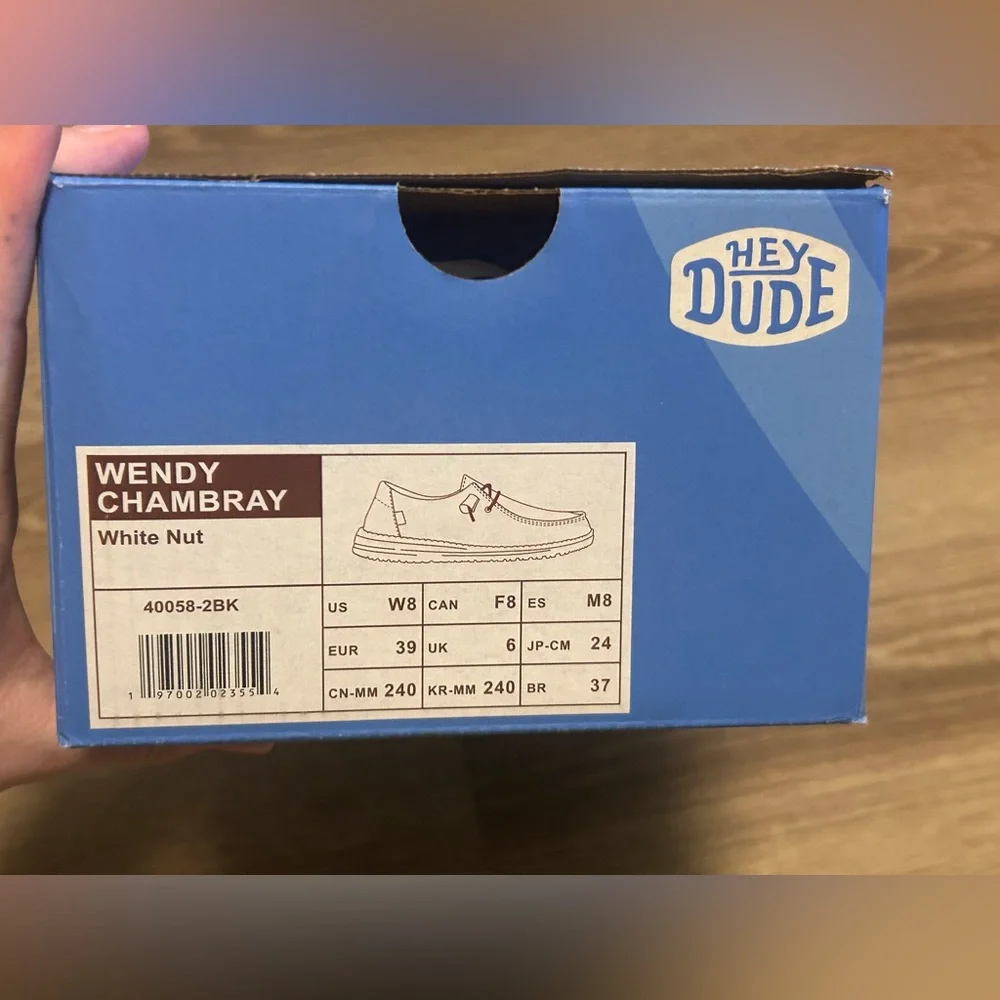 HEY
DUDE
WENDY
CHAMBRAY
White Nut
40058-2BK
1 97002 02355 4
US W8 CAN F8 ES M8
EUR 39 UK 6 JP-CM 24
CN-MM 240 KR-MM 240 BR 37